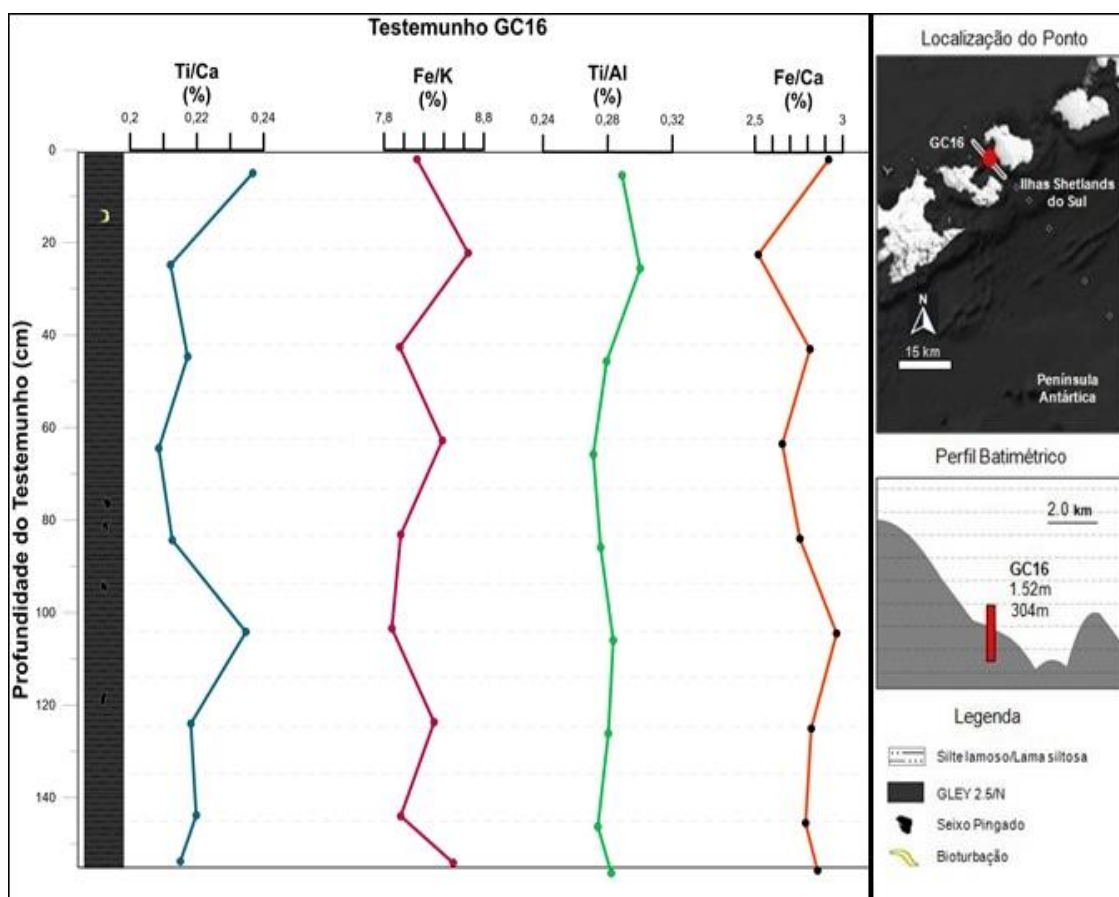 Testemunho GC16
Ti/Ca
(%)
0,2
0,22
0,24
Fe/K
(%)
7,8
8,8
Ti/Al
(%)
0,24
0,28
0,32
Fe/Ca
(%)
2,5
3
Profundidade do Testemunho (cm)
0
20
40
60
80
100
120
140
Localização do Ponto
GC16
Ilhas Shetlands
do Sul
N
15 km
Península
Antártica
Perfil Batimétrico
2.0 km
GC16
1.52m
304m
Legenda
Silte lamoso/Lama siltosa
GLEY 2.5/N
Seixo Pingado
Bioturbação